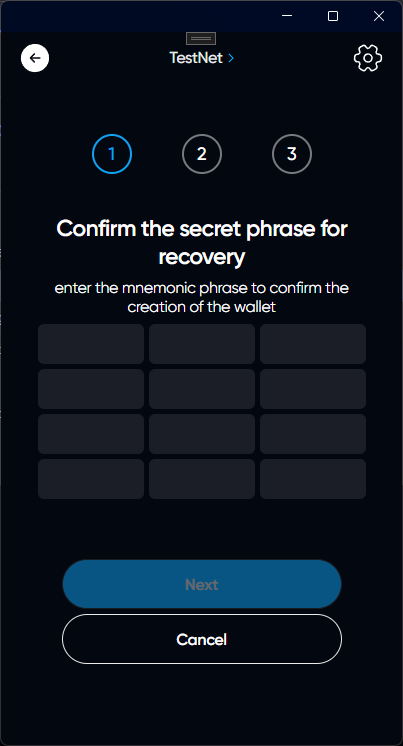 TestNet
1 2 3
Confirm the secret phrase for
recovery
enter the mnemonic phrase to confirm the
creation of the wallet
Next
Cancel